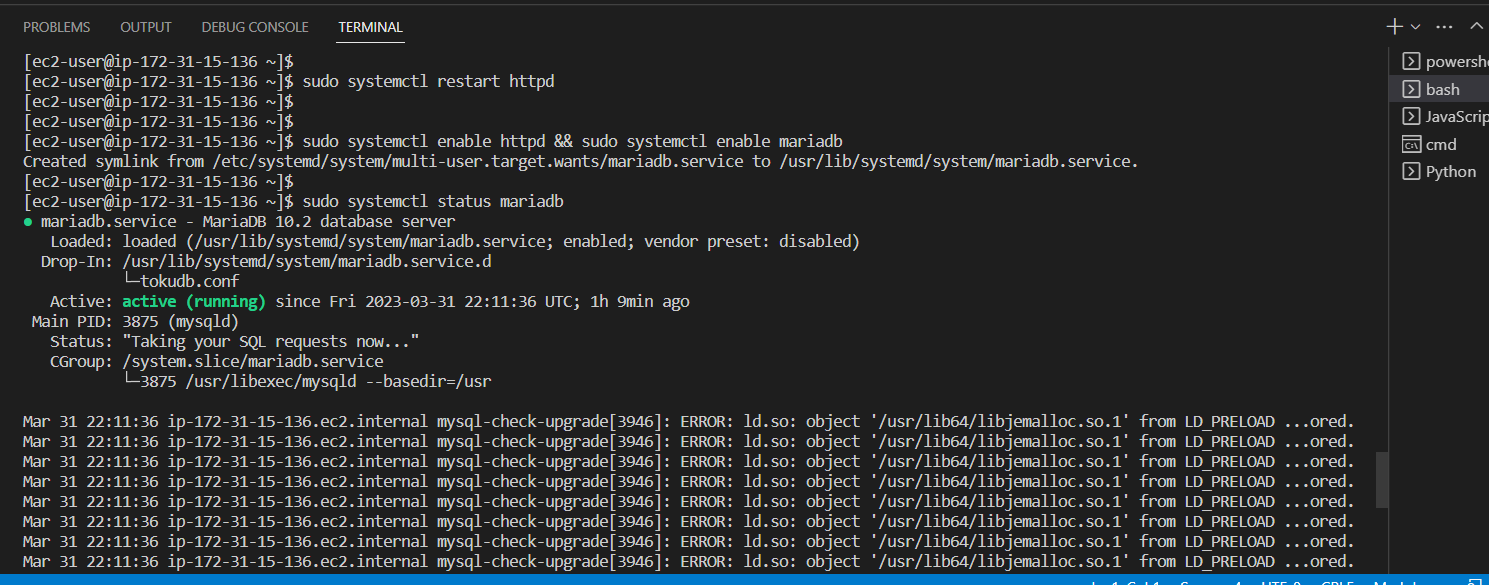 PROBLEMS OUTPUT DEBUG CONSOLE TERMINAL
[ec2-user@ip-172-31-15-136 ~]$
[ec2-user@ip-172-31-15-136 ~]$ sudo systemctl restart httpd
[ec2-user@ip-172-31-15-136 ~]$
[ec2-user@ip-172-31-15-136 ~]$
[ec2-user@ip-172-31-15-136 ~]$ sudo systemctl enable httpd && sudo systemctl enable mariadb
Created symlink from /etc/systemd/system/multi-user.target.wants/mariadb.service to /usr/lib/systemd/system/mariadb.service.
[ec2-user@ip-172-31-15-136 ~]$
[ec2-user@ip-172-31-15-136 ~]$ sudo systemctl status mariadb
● mariadb.service - MariaDB 10.2 database server
Loaded: loaded (/usr/lib/systemd/system/mariadb.service; enabled; vendor preset: disabled)
Drop-In: /usr/lib/systemd/system/mariadb.service.d
└─tokudb.conf
Active: active (running) since Fri 2023-03-31 22:11:36 UTC; 1h 9min ago
Main PID: 3875 (mysqld)
Status: "Taking your SQL requests now..."
CGroup: /system.slice/mariadb.service
└─3875 /usr/libexec/mysqld --basedir=/usr
Mar 31 22:11:36 ip-172-31-15-136.ec2.internal mysql-check-upgrade[3946]: ERROR: ld.so: object '/usr/lib64/libjemalloc.so.1' from LD_PRELOAD ...ored.
Mar 31 22:11:36 ip-172-31-15-136.ec2.internal mysql-check-upgrade[3946]: ERROR: ld.so: object '/usr/lib64/libjemalloc.so.1' from LD_PRELOAD ...ored.
Mar 31 22:11:36 ip-172-31-15-136.ec2.internal mysql-check-upgrade[3946]: ERROR: ld.so: object '/usr/lib64/libjemalloc.so.1' from LD_PRELOAD ...ored.
Mar 31 22:11:36 ip-172-31-15-136.ec2.internal mysql-check-upgrade[3946]: ERROR: ld.so: object '/usr/lib64/libjemalloc.so.1' from LD_PRELOAD ...ored.
Mar 31 22:11:36 ip-172-31-15-136.ec2.internal mysql-check-upgrade[3946]: ERROR: ld.so: object '/usr/lib64/libjemalloc.so.1' from LD_PRELOAD ...ored.
Mar 31 22:11:36 ip-172-31-15-136.ec2.internal mysql-check-upgrade[3946]: ERROR: ld.so: object '/usr/lib64/libjemalloc.so.1' from LD_PRELOAD ...ored.
Mar 31 22:11:36 ip-172-31-15-136.ec2.internal mysql-check-upgrade[3946]: ERROR: ld.so: object '/usr/lib64/libjemalloc.so.1' from LD_PRELOAD ...ored.
Mar 31 22:11:36 ip-172-31-15-136.ec2.internal mysql-check-upgrade[3946]: ERROR: ld.so: object '/usr/lib64/libjemalloc.so.1' from LD_PRELOAD ...ored.
powershe
bash
JavaScrip
cmd
Python